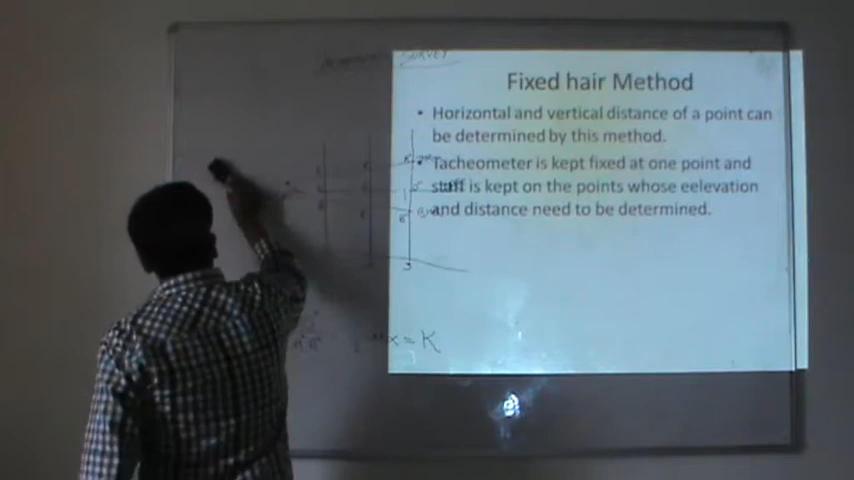 SURVEY
Fixed hair Method
• Horizontal and vertical distance of a point can
be determined by this method.
• Tacheometer is kept fixed at one point and
staff is kept on the points whose eelevation
and distance need to be determined.
x = K